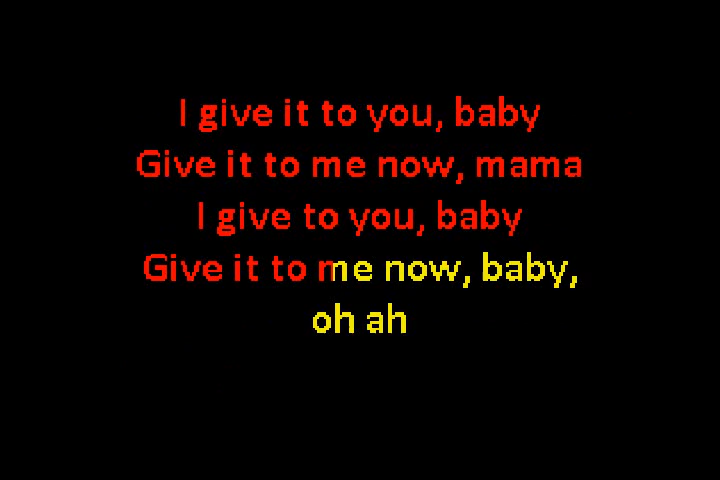 I give it to you, baby
Give it to me now, mama
I give to you, baby
Give it to me now, baby,
oh ah